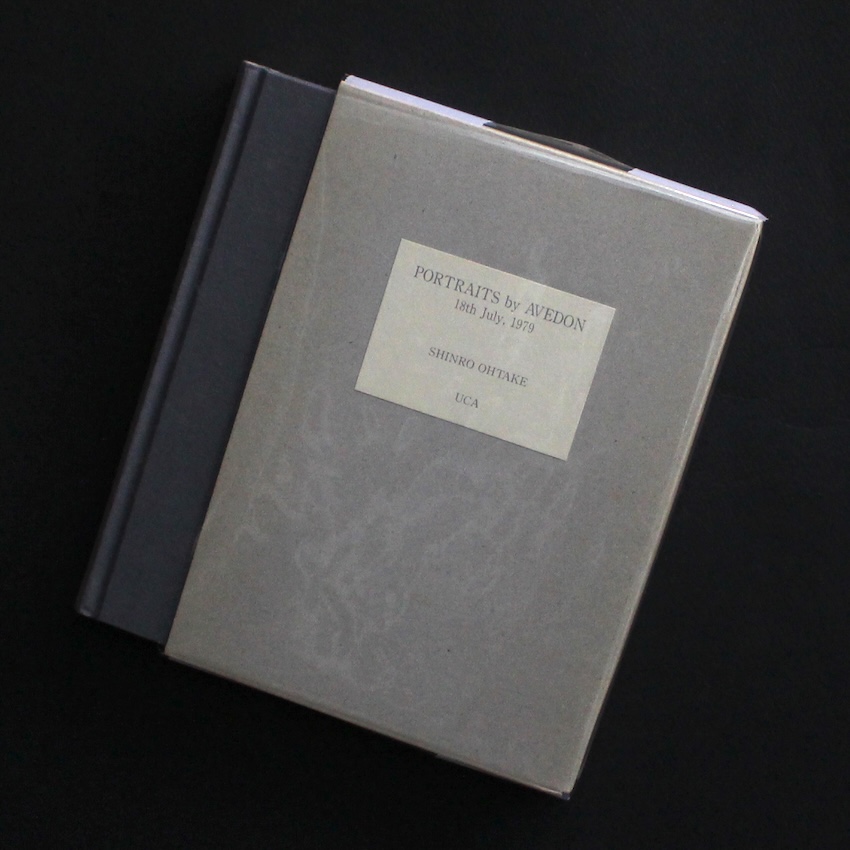 PORTRAITS by AVEDON
18th July, 1979
SHINRO OHTAKE
UCA